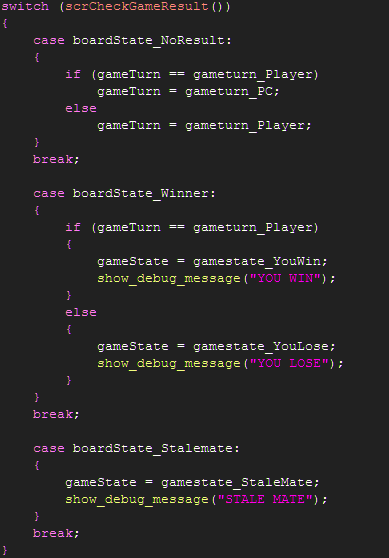 switch (scrCheckGameResult())
{
    case boardState_NoResult:
    {
        if (gameTurn == gameturn_Player)
            gameTurn = gameturn_PC;
        else
            gameTurn = gameturn_Player;
    }
    break;

    case boardState_Winner:
    {
        if (gameTurn == gameturn_Player)
        {
            gameState = gamestate_YouWin;
            show_debug_message("YOU WIN");
        }
        else
        {
            gameState = gamestate_YouLose;
            show_debug_message("YOU LOSE");
        }
    }
    break;

    case boardState_Stalemate:
    {
        gameState = gamestate_StaleMate;
        show_debug_message("STALE MATE");
    }
    break;
}